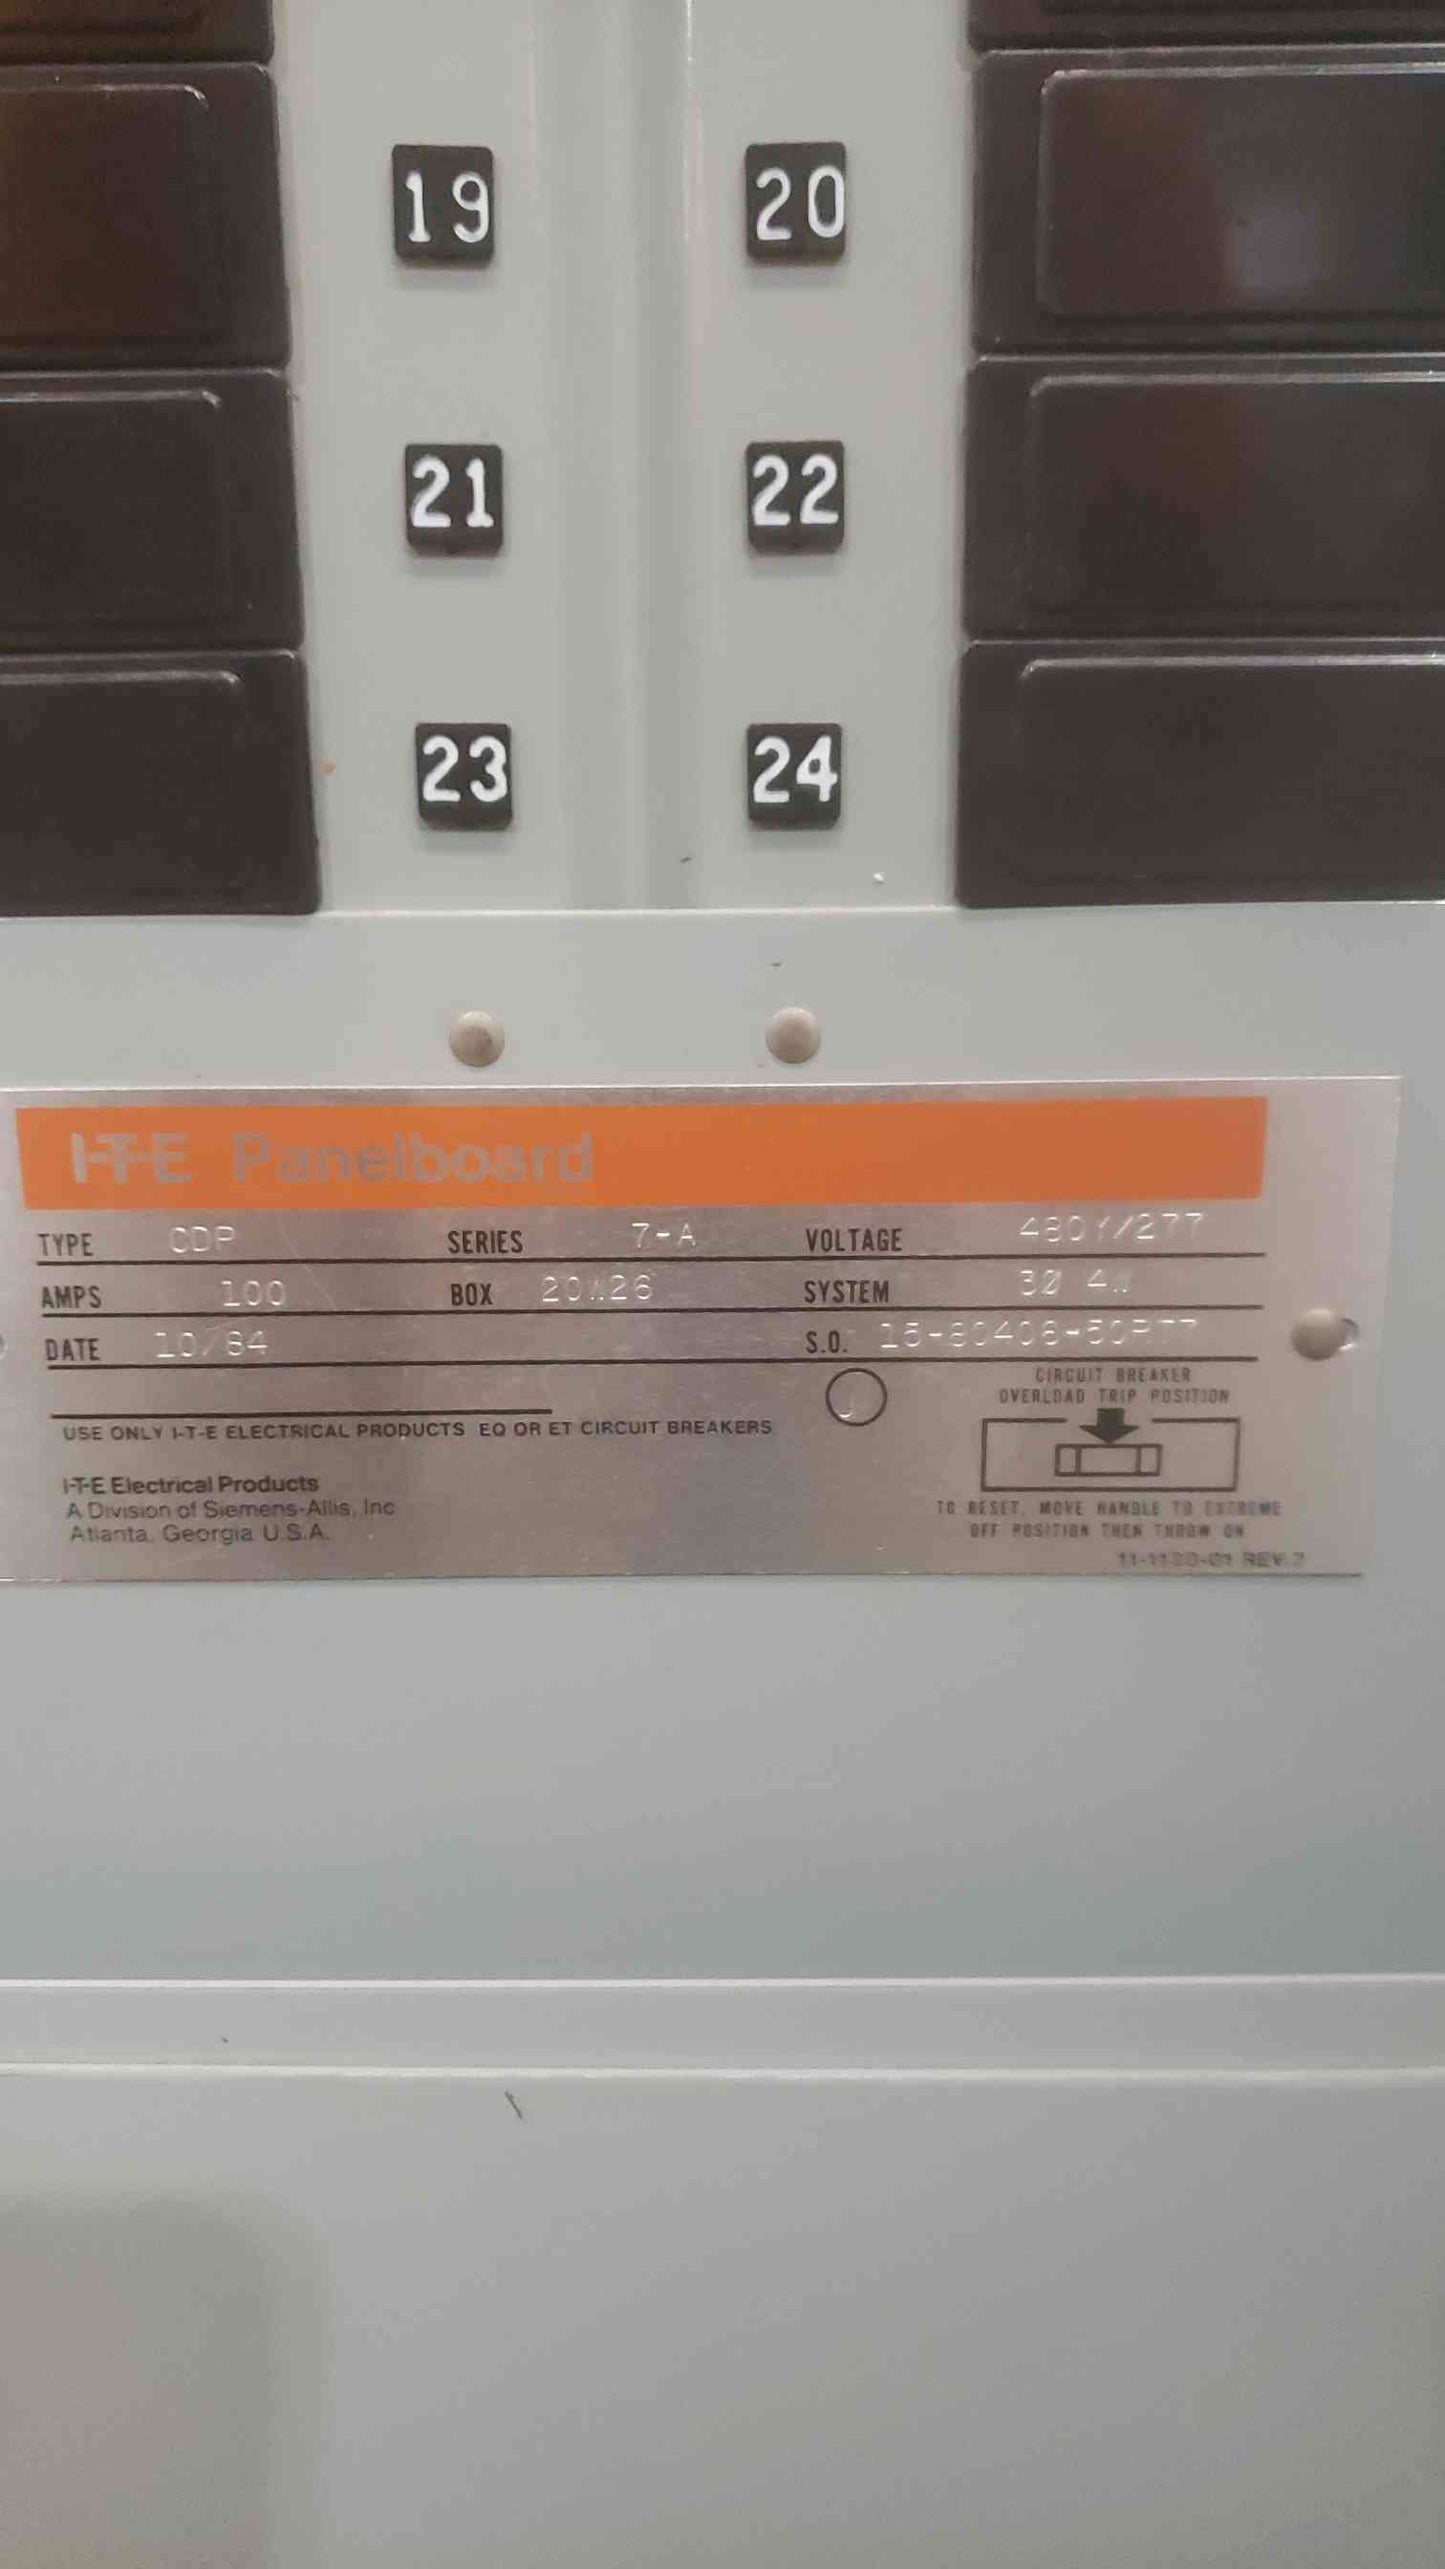 19 20
21 22
23 24
I-T-E Panelboard
TYPE CDP SERIES 7-A VOLTAGE 480Y/277
AMPS 100 BOX 20W26 SYSTEM 3Ø 4W
DATE 10/84 S.O.
CIRCUIT BREAKER
OVERLOAD TRIP POSITION
USE ONLY I-T-E ELECTRICAL PRODUCTS EQ OR ET CIRCUIT BREAKERS
I-T-E Electrical Products
A Division of Siemens-Allis, Inc
Atlanta, Georgia U.S.A.
TO RESET, MOVE HANDLE TO EXTREME
OFF POSITION THEN THROW ON
REV.